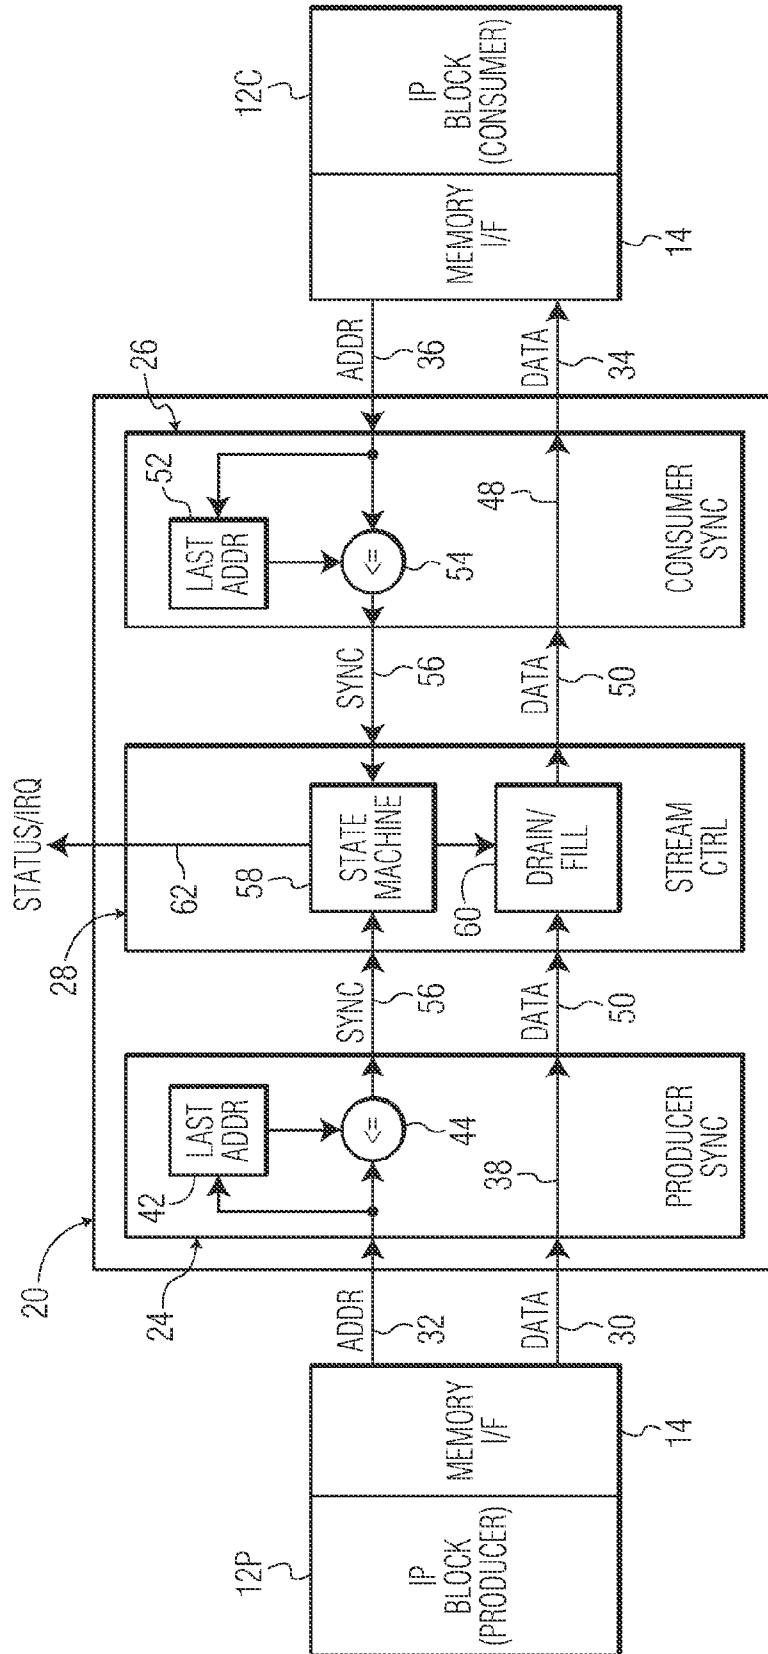 STATUS/IRQ
20
24
28
62
26
12P
12C
42
LAST
ADDR
52
LAST
ADDR
58
STATE
MACHINE
ADDR
32
<=
44
SYNC
56
SYNC
56
<=
54
ADDR
36
IP
BLOCK
(PRODUCER)
MEMORY
I/F
MEMORY
I/F
IP
BLOCK
(CONSUMER)
60
DRAIN/
FILL
DATA
30
38
DATA
50
DATA
50
48
DATA
34
14
14
PRODUCER
SYNC
STREAM
CTRL
CONSUMER
SYNC